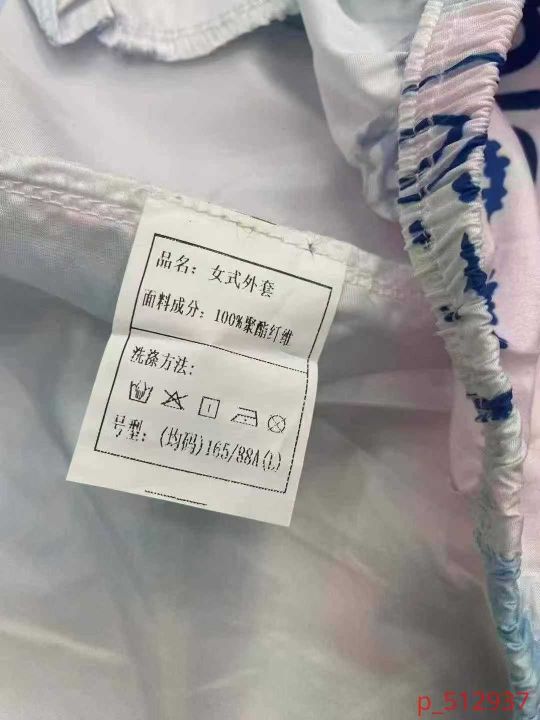 品名: 女式外套
面料成分: 100%聚酯纤维
洗涤方法:
号型: (均码)165/88A(L)
p_512937